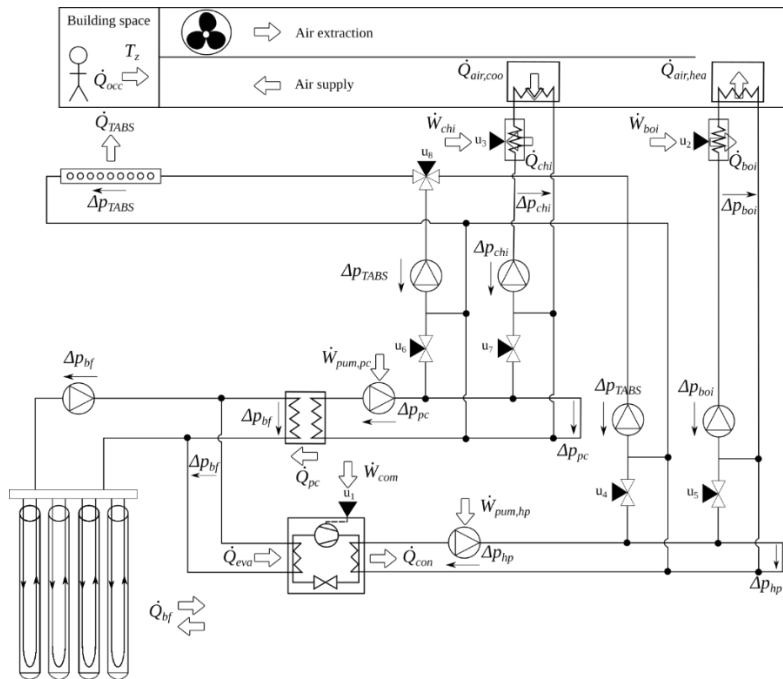 Building space
Air extraction
T_z
Q̇_occ
Air supply
Q̇_air,coo
Q̇_air,hea
Q̇_TABS
Ẇ_chi
u_3
Q̇_chi
Ẇ_boi
u_2
Q̇_boi
u_8
Δp_TABS
Δp_chi
Δp_boi
Δp_TABS
Δp_chi
u_6
u_7
Ẇ_pum,pc
Δp_bf
Δp_bf
Δp_pc
Δp_pc
Δp_TABS
Δp_boi
Δp_bf
Q̇_pc
Ẇ_com
u_1
u_4
u_5
Ẇ_pum,hp
Q̇_eva
Q̇_con
Δp_hp
Δp_hp
Q̇_bf